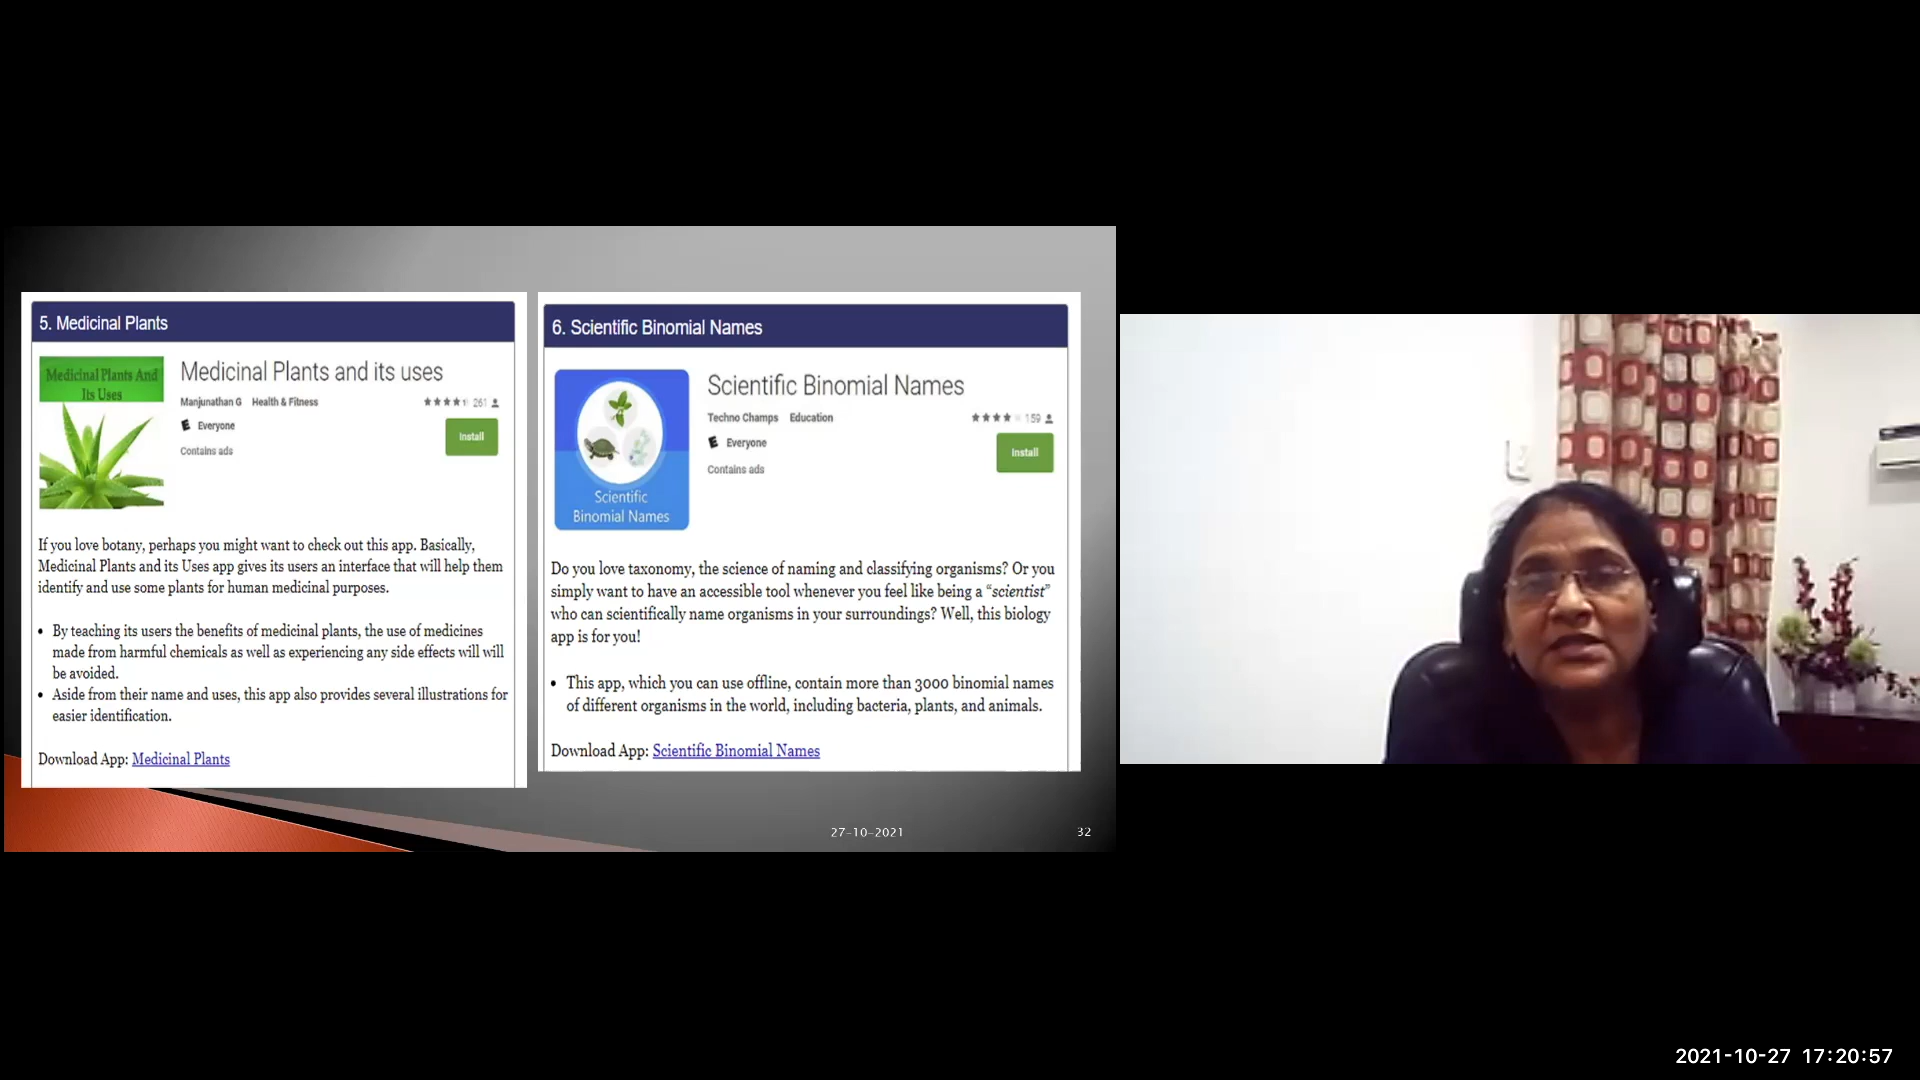 5. Medicinal Plants
Medicinal Plants And
Its Uses
Medicinal Plants and its uses
Manjunathan G Health & Fitness
261
Everyone
Install
Contains ads
If you love botany, perhaps you might want to check out this app. Basically,
Medicinal Plants and its Uses app gives its users an interface that will help them
identify and use some plants for human medicinal purposes.
• By teaching its users the benefits of medicinal plants, the use of medicines
made from harmful chemicals as well as experiencing any side effects will will
be avoided.
• Aside from their name and uses, this app also provides several illustrations for
easier identification.
Download App: Medicinal Plants
6. Scientific Binomial Names
Scientific
Binomial Names
Scientific Binomial Names
Techno Champs Education
159
Everyone
Install
Contains ads
Do you love taxonomy, the science of naming and classifying organisms? Or you
simply want to have an accessible tool whenever you feel like being a “scientist”
who can scientifically name organisms in your surroundings? Well, this biology
app is for you!
• This app, which you can use offline, contain more than 3000 binomial names
of different organisms in the world, including bacteria, plants, and animals.
Download App: Scientific Binomial Names
27-10-2021
32
2021-10-27 17:20:57